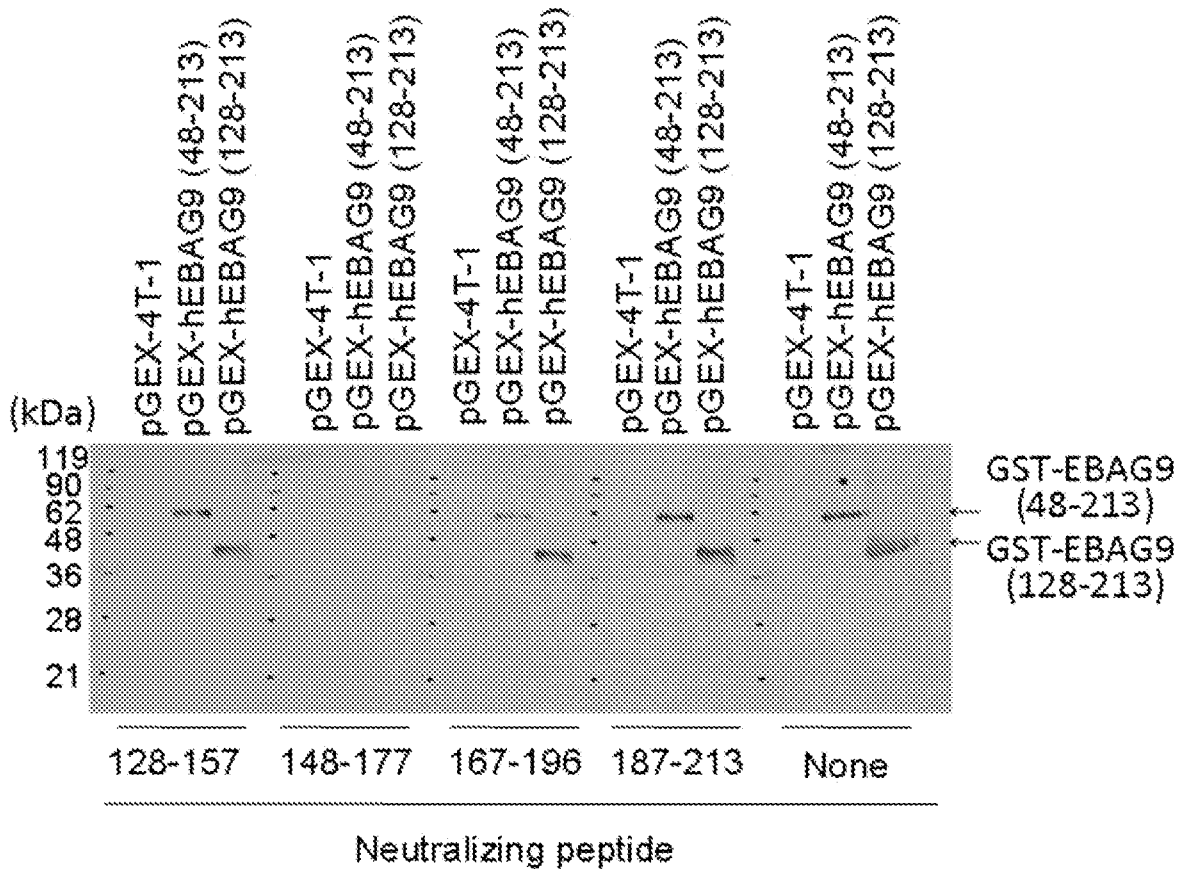 pGEX-4T-1
pGEX-hEBAG9 (48-213)
pGEX-hEBAG9 (128-213)
pGEX-4T-1
pGEX-hEBAG9 (48-213)
pGEX-hEBAG9 (128-213)
pGEX-4T-1
pGEX-hEBAG9 (48-213)
pGEX-hEBAG9 (128-213)
pGEX-4T-1
pGEX-hEBAG9 (48-213)
pGEX-hEBAG9 (128-213)
pGEX-4T-1
pGEX-hEBAG9 (48-213)
pGEX-hEBAG9 (128-213)
(kDa)
119
90
62
48
36
28
21
GST-EBAG9
(48-213)
GST-EBAG9
(128-213)
128-157
148-177
167-196
187-213
None
Neutralizing peptide